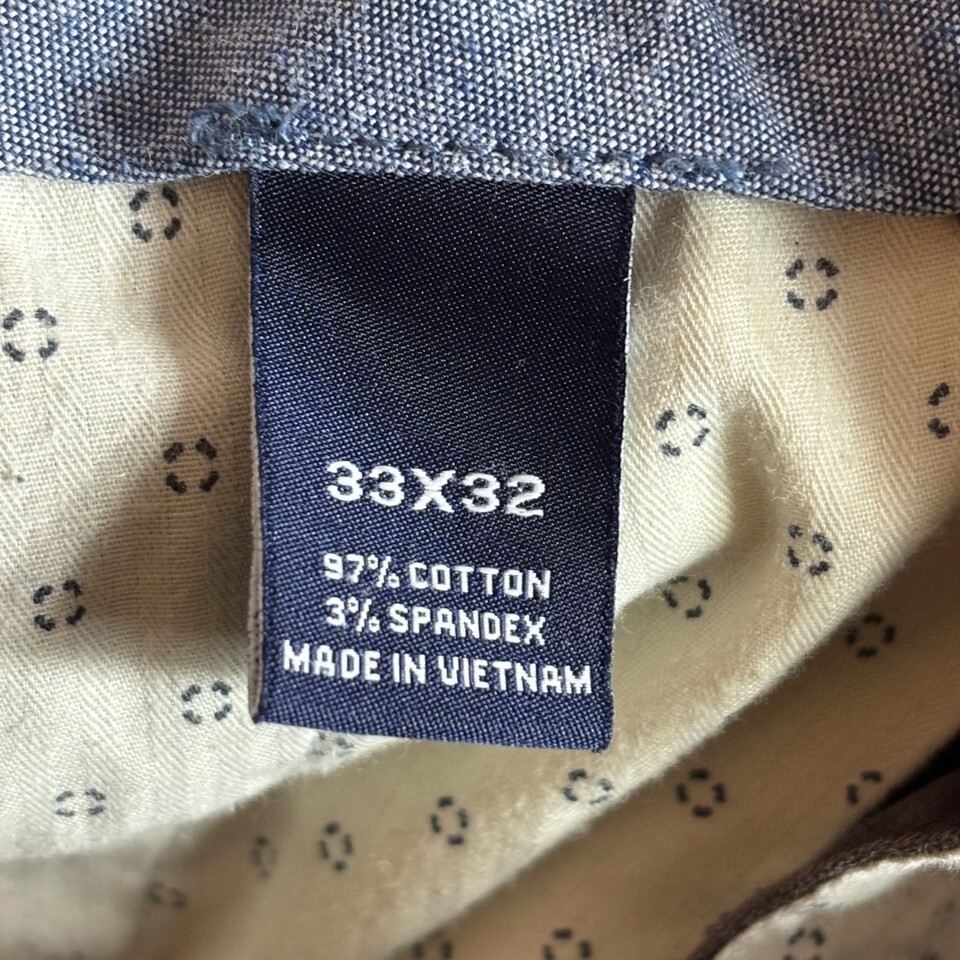 33X32
97% COTTON
3% SPANDEX
MADE IN VIETNAM